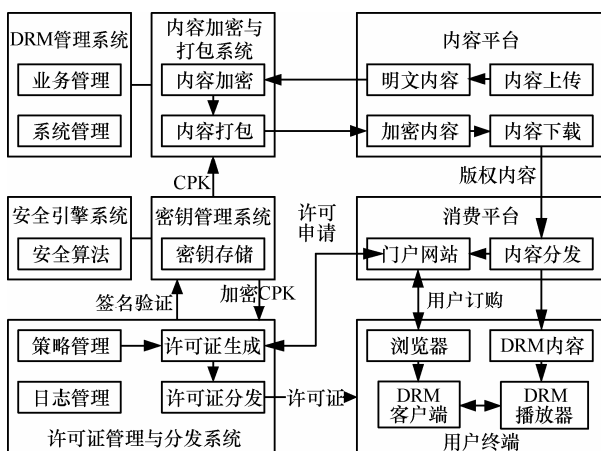 DRM管理系统
业务管理
系统管理
内容加密与
打包系统
内容加密
内容打包
内容平台
明文内容
内容上传
加密内容
内容下载
CPK
版权内容
安全引擎系统
安全算法
密钥管理系统
密钥存储
许可
申请
消费平台
门户网站
内容分发
签名验证
加密CPK
用户订购
策略管理
许可证生成
日志管理
许可证分发
许可证管理与分发系统
许可证
浏览器
DRM内容
DRM
客户端
DRM
播放器
用户终端